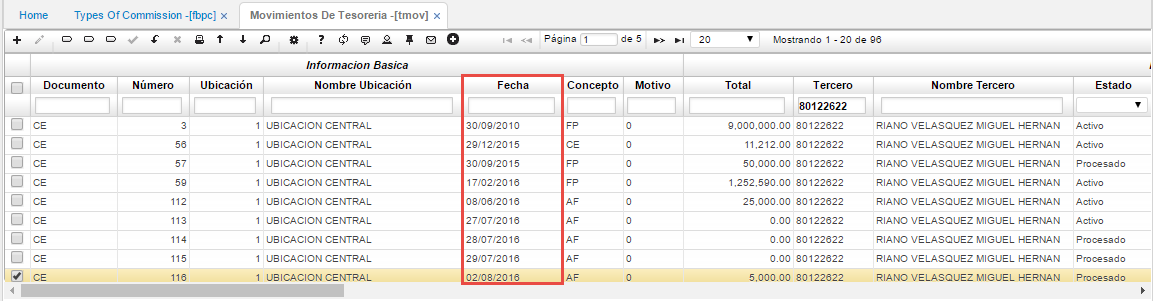 Home Types Of Commission -[fbpc] x Movimientos De Tesoreria -[tmov] x
Página 1 de 5 20 Mostrando 1 - 20 de 96
Informacion Basica
Documento Número Ubicación Nombre Ubicación Fecha Concepto Motivo Total Tercero Nombre Tercero Estado
80122622
CE 3 1 UBICACION CENTRAL 30/09/2010 FP 0 9,000,000.00 80122622 RIANO VELASQUEZ MIGUEL HERNAN Activo
CE 56 1 UBICACION CENTRAL 29/12/2015 CE 0 11,212.00 80122622 RIANO VELASQUEZ MIGUEL HERNAN Activo
CE 57 1 UBICACION CENTRAL 30/09/2015 FP 0 50,000.00 80122622 RIANO VELASQUEZ MIGUEL HERNAN Procesado
CE 59 1 UBICACION CENTRAL 17/02/2016 FP 0 1,252,590.00 80122622 RIANO VELASQUEZ MIGUEL HERNAN Activo
CE 112 1 UBICACION CENTRAL 08/06/2016 AF 0 25,000.00 80122622 RIANO VELASQUEZ MIGUEL HERNAN Activo
CE 113 1 UBICACION CENTRAL 27/07/2016 AF 0 0.00 80122622 RIANO VELASQUEZ MIGUEL HERNAN Activo
CE 114 1 UBICACION CENTRAL 28/07/2016 AF 0 0.00 80122622 RIANO VELASQUEZ MIGUEL HERNAN Procesado
CE 115 1 UBICACION CENTRAL 29/07/2016 AF 0 0.00 80122622 RIANO VELASQUEZ MIGUEL HERNAN Procesado
CE 116 1 UBICACION CENTRAL 02/08/2016 AF 0 5,000.00 80122622 RIANO VELASQUEZ MIGUEL HERNAN Procesado